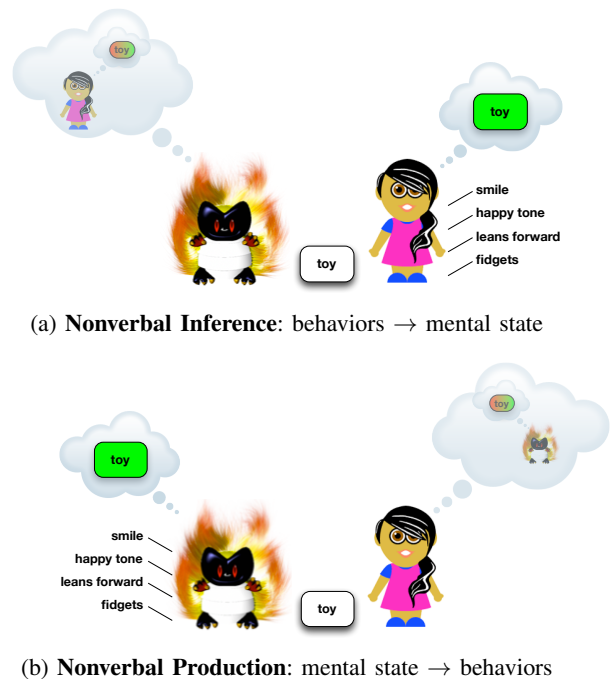 toy
toy
smile
happy tone
leans forward
fidgets
toy
(a) Nonverbal Inference: behaviors → mental state
toy
toy
smile
happy tone
leans forward
fidgets
toy
(b) Nonverbal Production: mental state → behaviors